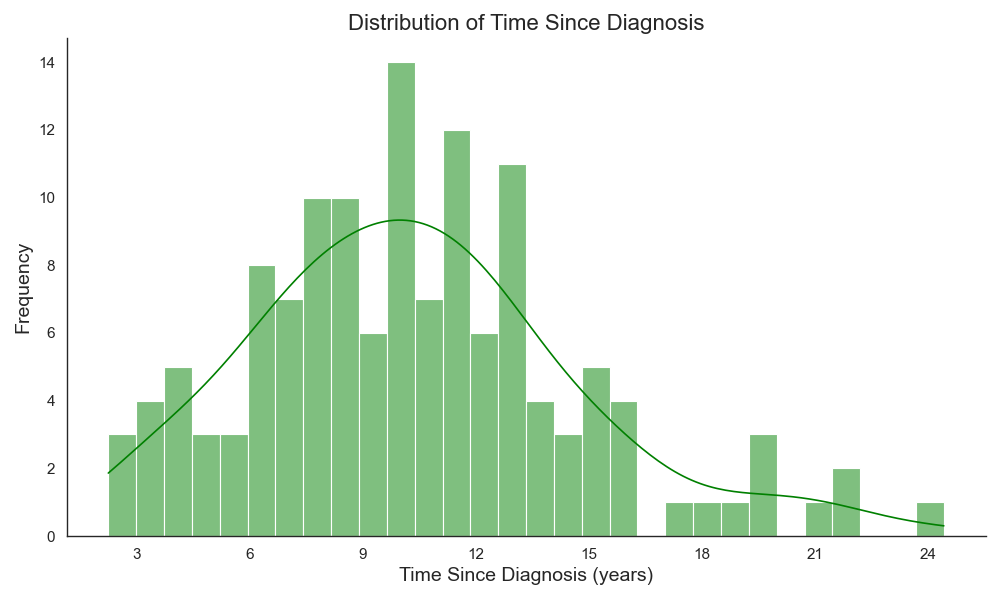 Distribution of Time Since Diagnosis
Frequency
14
12
10
8
6
4
2
0
3 6 9 12 15 18 21 24
Time Since Diagnosis (years)